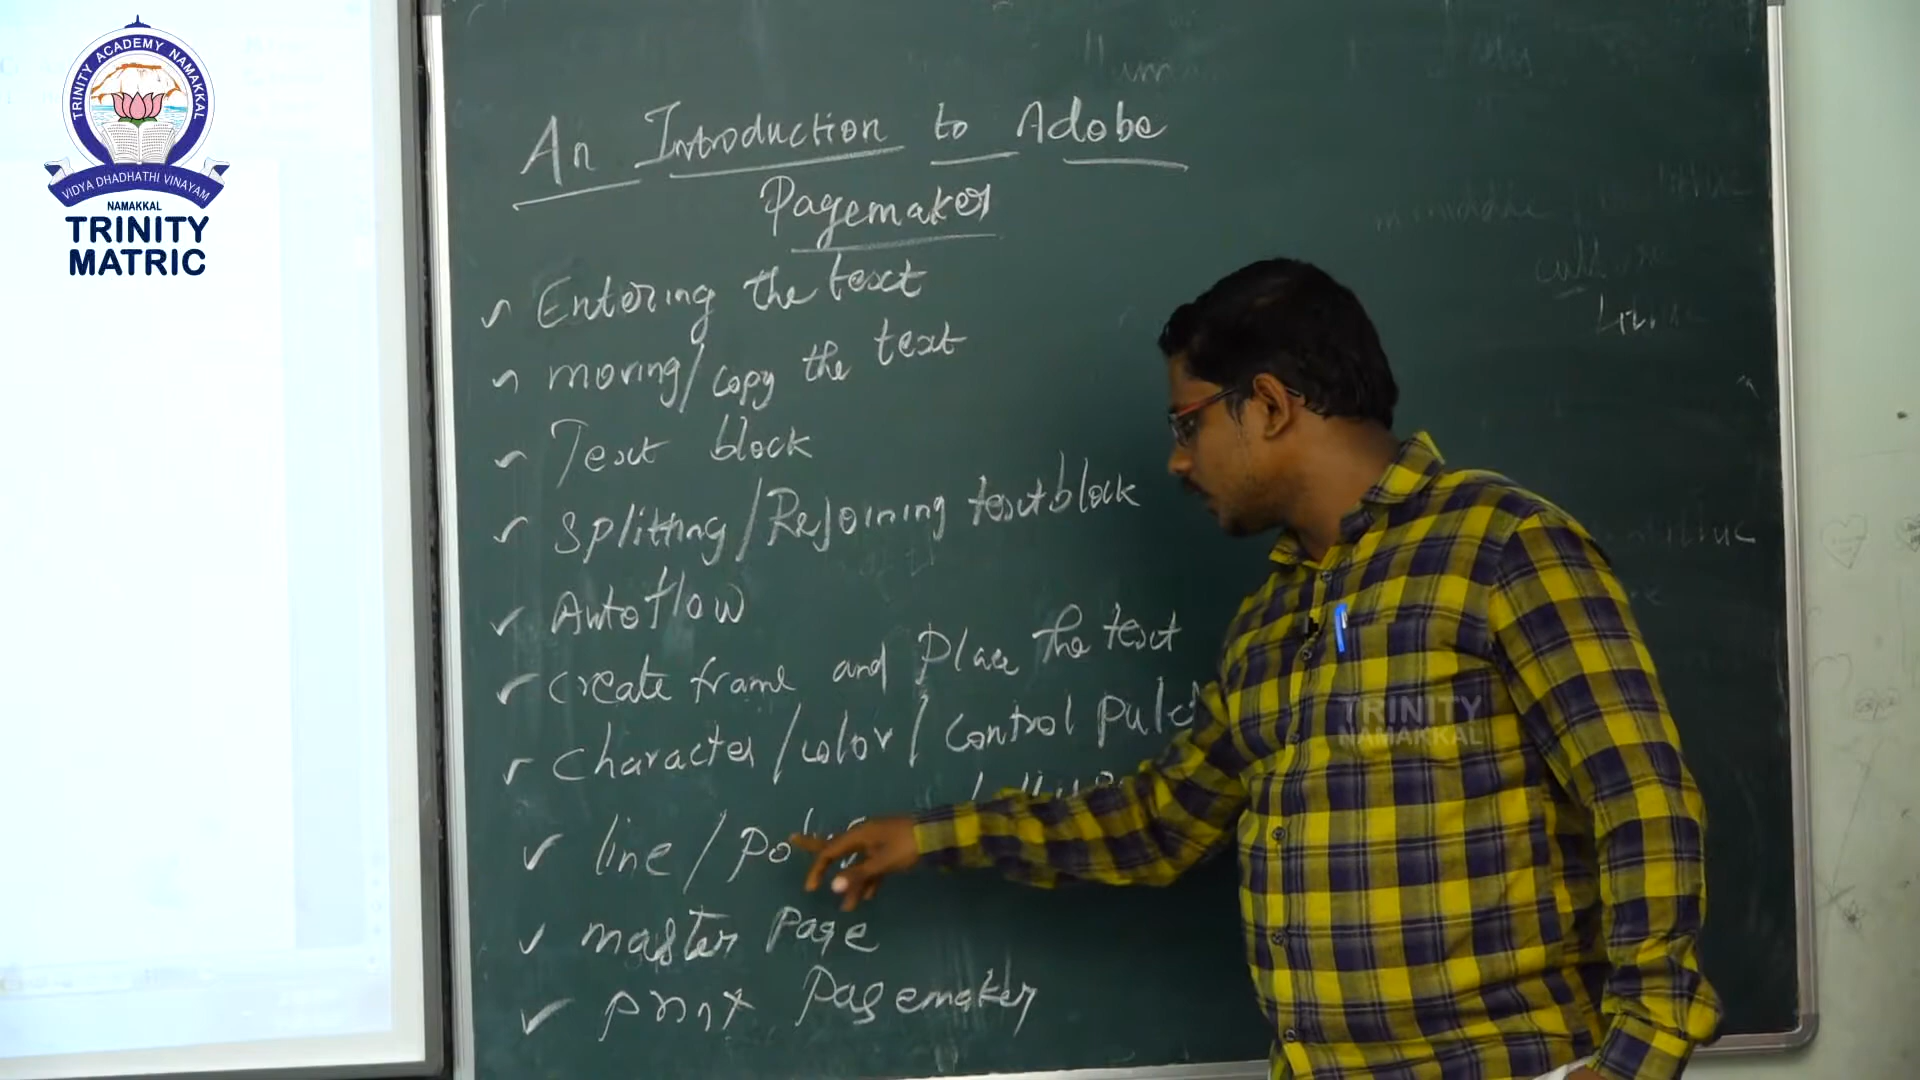 TRINITY ACADEMY NAMAKKAL
VIDYA DHADHATHI VINAYAM
NAMAKKAL
TRINITY
MATRIC
An Introduction to Adobe
Pagemaker
Entering the text
moving/copy the text
Text block
Splitting/Rejoining textblock
Autoflow
create frame and Place the text
character/color/control
line/
master page
print Pagemaker
TRINITY
NAMAKKAL